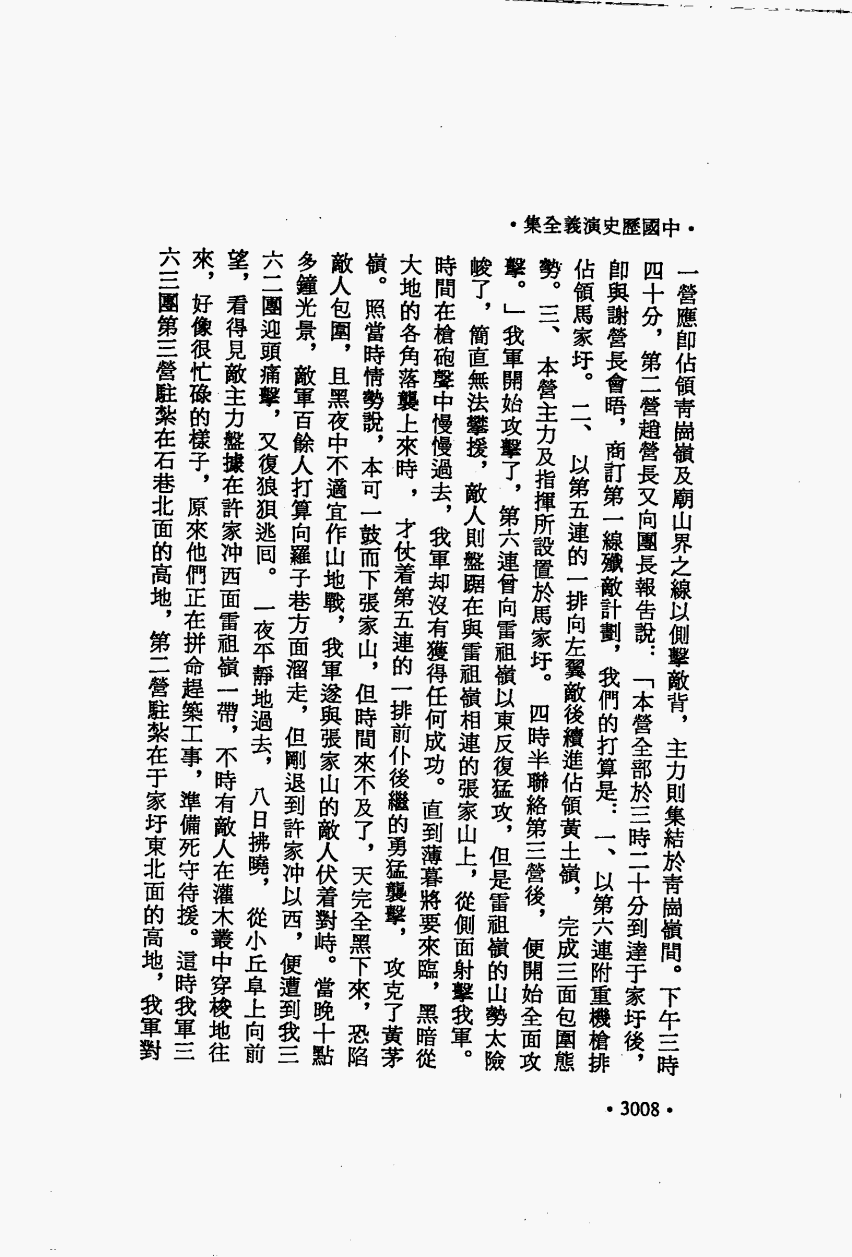 •中國歷史演義全集•
一營應卽佔領靑崗嶺及廟山界之線以側擊敵背，主力則集結於靑崗嶺間。下午三時
四十分，第二營趙營長又向團長報告說：「本營全部於三時二十分到達于家圩後，
卽與謝營長會晤，商訂第一線殲敵計劃，我們的打算是：一、以第六連附重機槍排
佔領馬家圩。二、以第五連的一排向左翼敵後續進佔領黃土嶺，完成三面包圍態
勢。三、本營主力及指揮所設置於馬家圩。四時半聯絡第三營後，便開始全面攻
擊。」我軍開始攻擊了，第六連曾向雷祖嶺以東反復猛攻，但是雷祖嶺的山勢太險
峻了，簡直無法攀援，敵人則盤踞在與雷祖嶺相連的張家山上，從側面射擊我軍。
時間在槍砲聲中慢慢過去，我軍却沒有獲得任何成功。直到薄暮將要來臨，黑暗從
大地的各角落襲上來時，才仗着第五連的一排前仆後繼的勇猛襲擊，攻克了黃茅
嶺。照當時情勢說，本可一鼓而下張家山，但時間來不及了，天完全黑下來，恐陷
敵人包圍，且黑夜中不適宜作山地戰，我軍遂與張家山的敵人伏着對峙。當晚十點
多鐘光景，敵軍百餘人打算向羅子巷方面溜走，但剛退到許家冲以西，便遭到我三
六二團迎頭痛擊，又復狼狽逃囘。一夜平靜地過去，八日拂曉，從小丘阜上向前
望，看得見敵主力盤據在許家冲西面雷祖嶺一帶，不時有敵人在灌木叢中穿梭地往
來，好像很忙碌的樣子，原來他們正在拼命趕築工事，準備死守待援。這時我軍三
六三團第三營駐紮在石巷北面的高地，第二營駐紮在于家圩東北面的高地，我軍對
•3008•